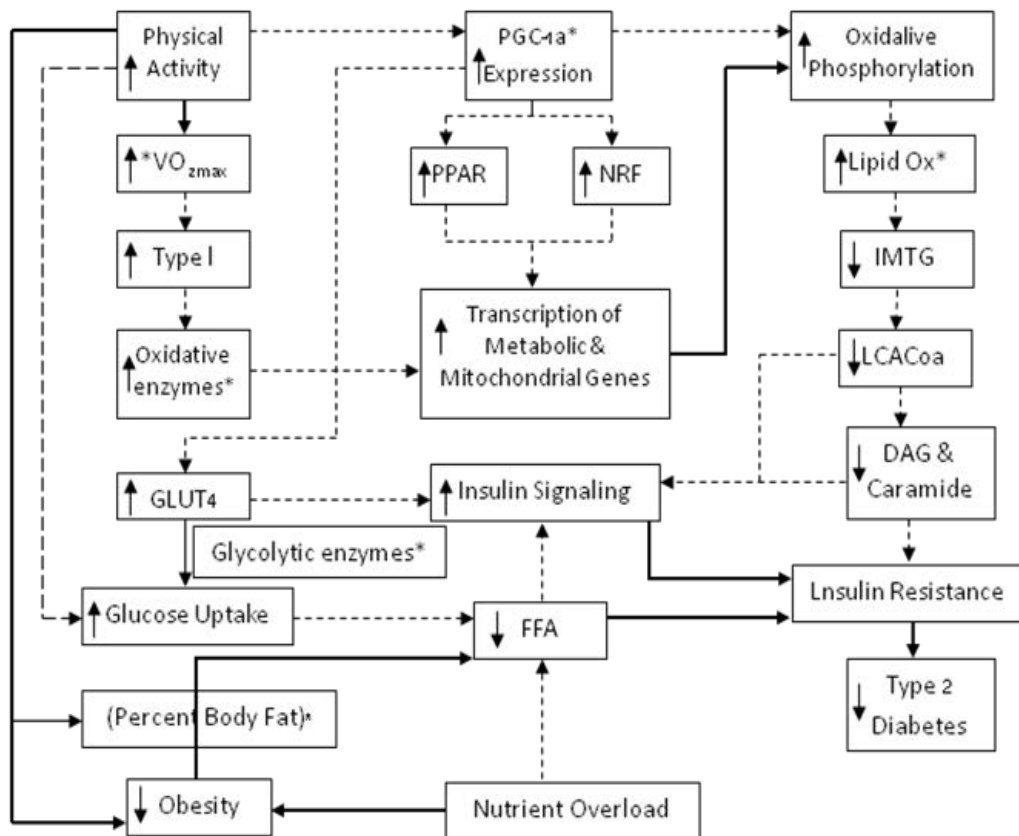 Physical
Activity
PGC-1a*
Expression
Oxidalive
Phosphorylation
*VO2max
PPAR
NRF
Lipid Ox*
Type l
IMTG
Oxidative
enzymes*
Transcription of
Metabolic &
Mitochondrial Genes
LCACoa
DAG &
Caramide
GLUT4
Insulin Signaling
Glycolytic enzymes*
Lnsulin Resistance
Glucose Uptake
FFA
Type 2
Diabetes
(Percent Body Fat)*
Obesity
Nutrient Overload